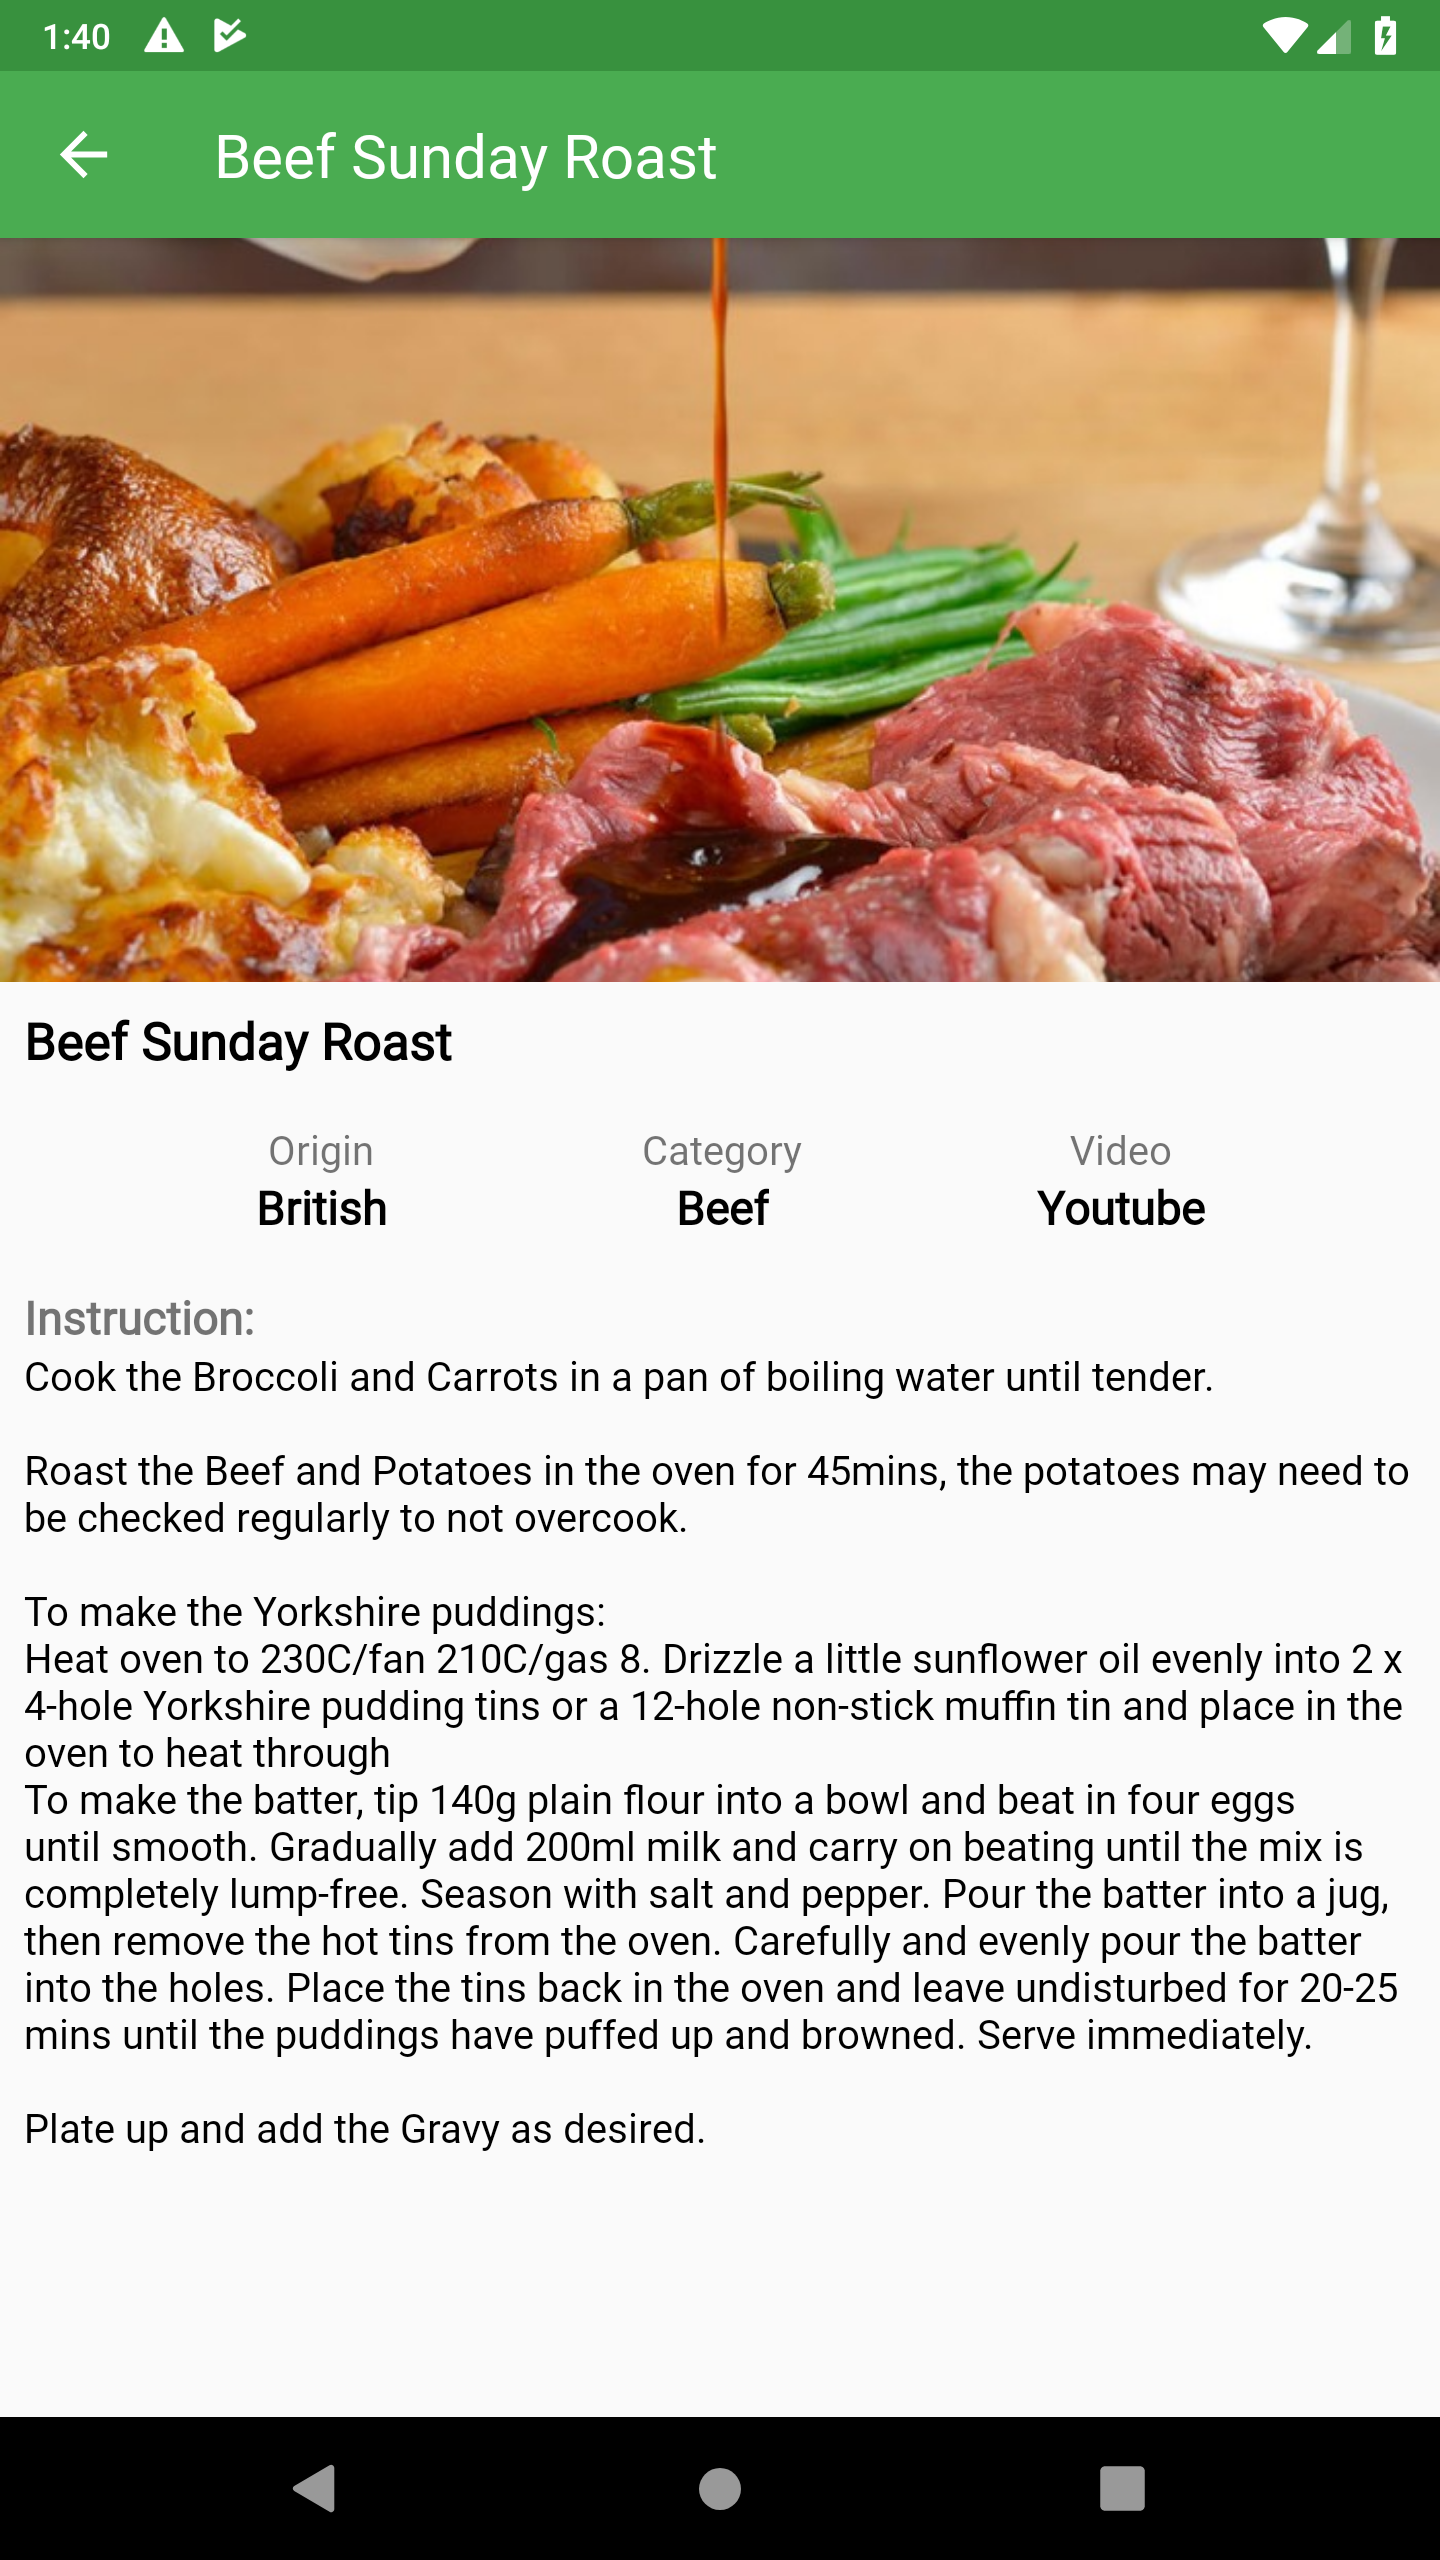 1:40
Beef Sunday Roast
Beef Sunday Roast
Origin
Category
Video
British
Beef
Youtube
Instruction:
Cook the Broccoli and Carrots in a pan of boiling water until tender.
Roast the Beef and Potatoes in the oven for 45mins, the potatoes may need to
be checked regularly to not overcook.
To make the Yorkshire puddings:
Heat oven to 230C/fan 210C/gas 8. Drizzle a little sunflower oil evenly into 2 x
4-hole Yorkshire pudding tins or a 12-hole non-stick muffin tin and place in the
oven to heat through
To make the batter, tip 140g plain flour into a bowl and beat in four eggs
until smooth. Gradually add 200ml milk and carry on beating until the mix is
completely lump-free. Season with salt and pepper. Pour the batter into a jug,
then remove the hot tins from the oven. Carefully and evenly pour the batter
into the holes. Place the tins back in the oven and leave undisturbed for 20-25
mins until the puddings have puffed up and browned. Serve immediately.
Plate up and add the Gravy as desired.